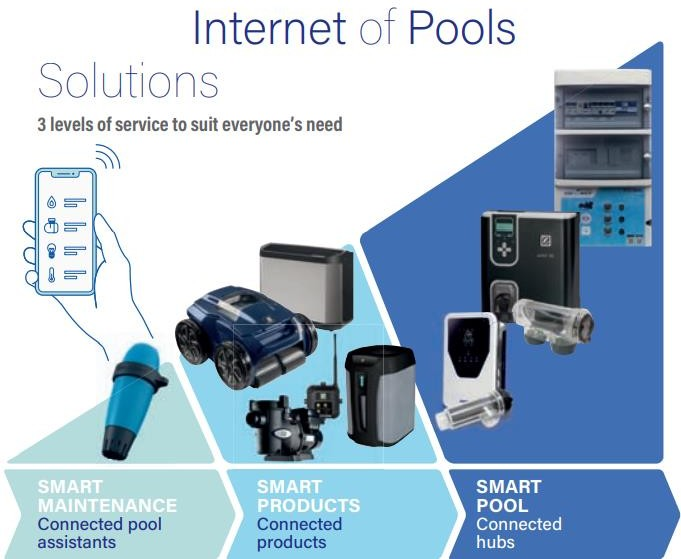 Internet of Pools
Solutions
3 levels of service to suit everyone's need
SMART
MAINTENANCE
Connected pool
assistants
SMART
PRODUCTS
Connected
products
SMART
POOL
Connected
hubs